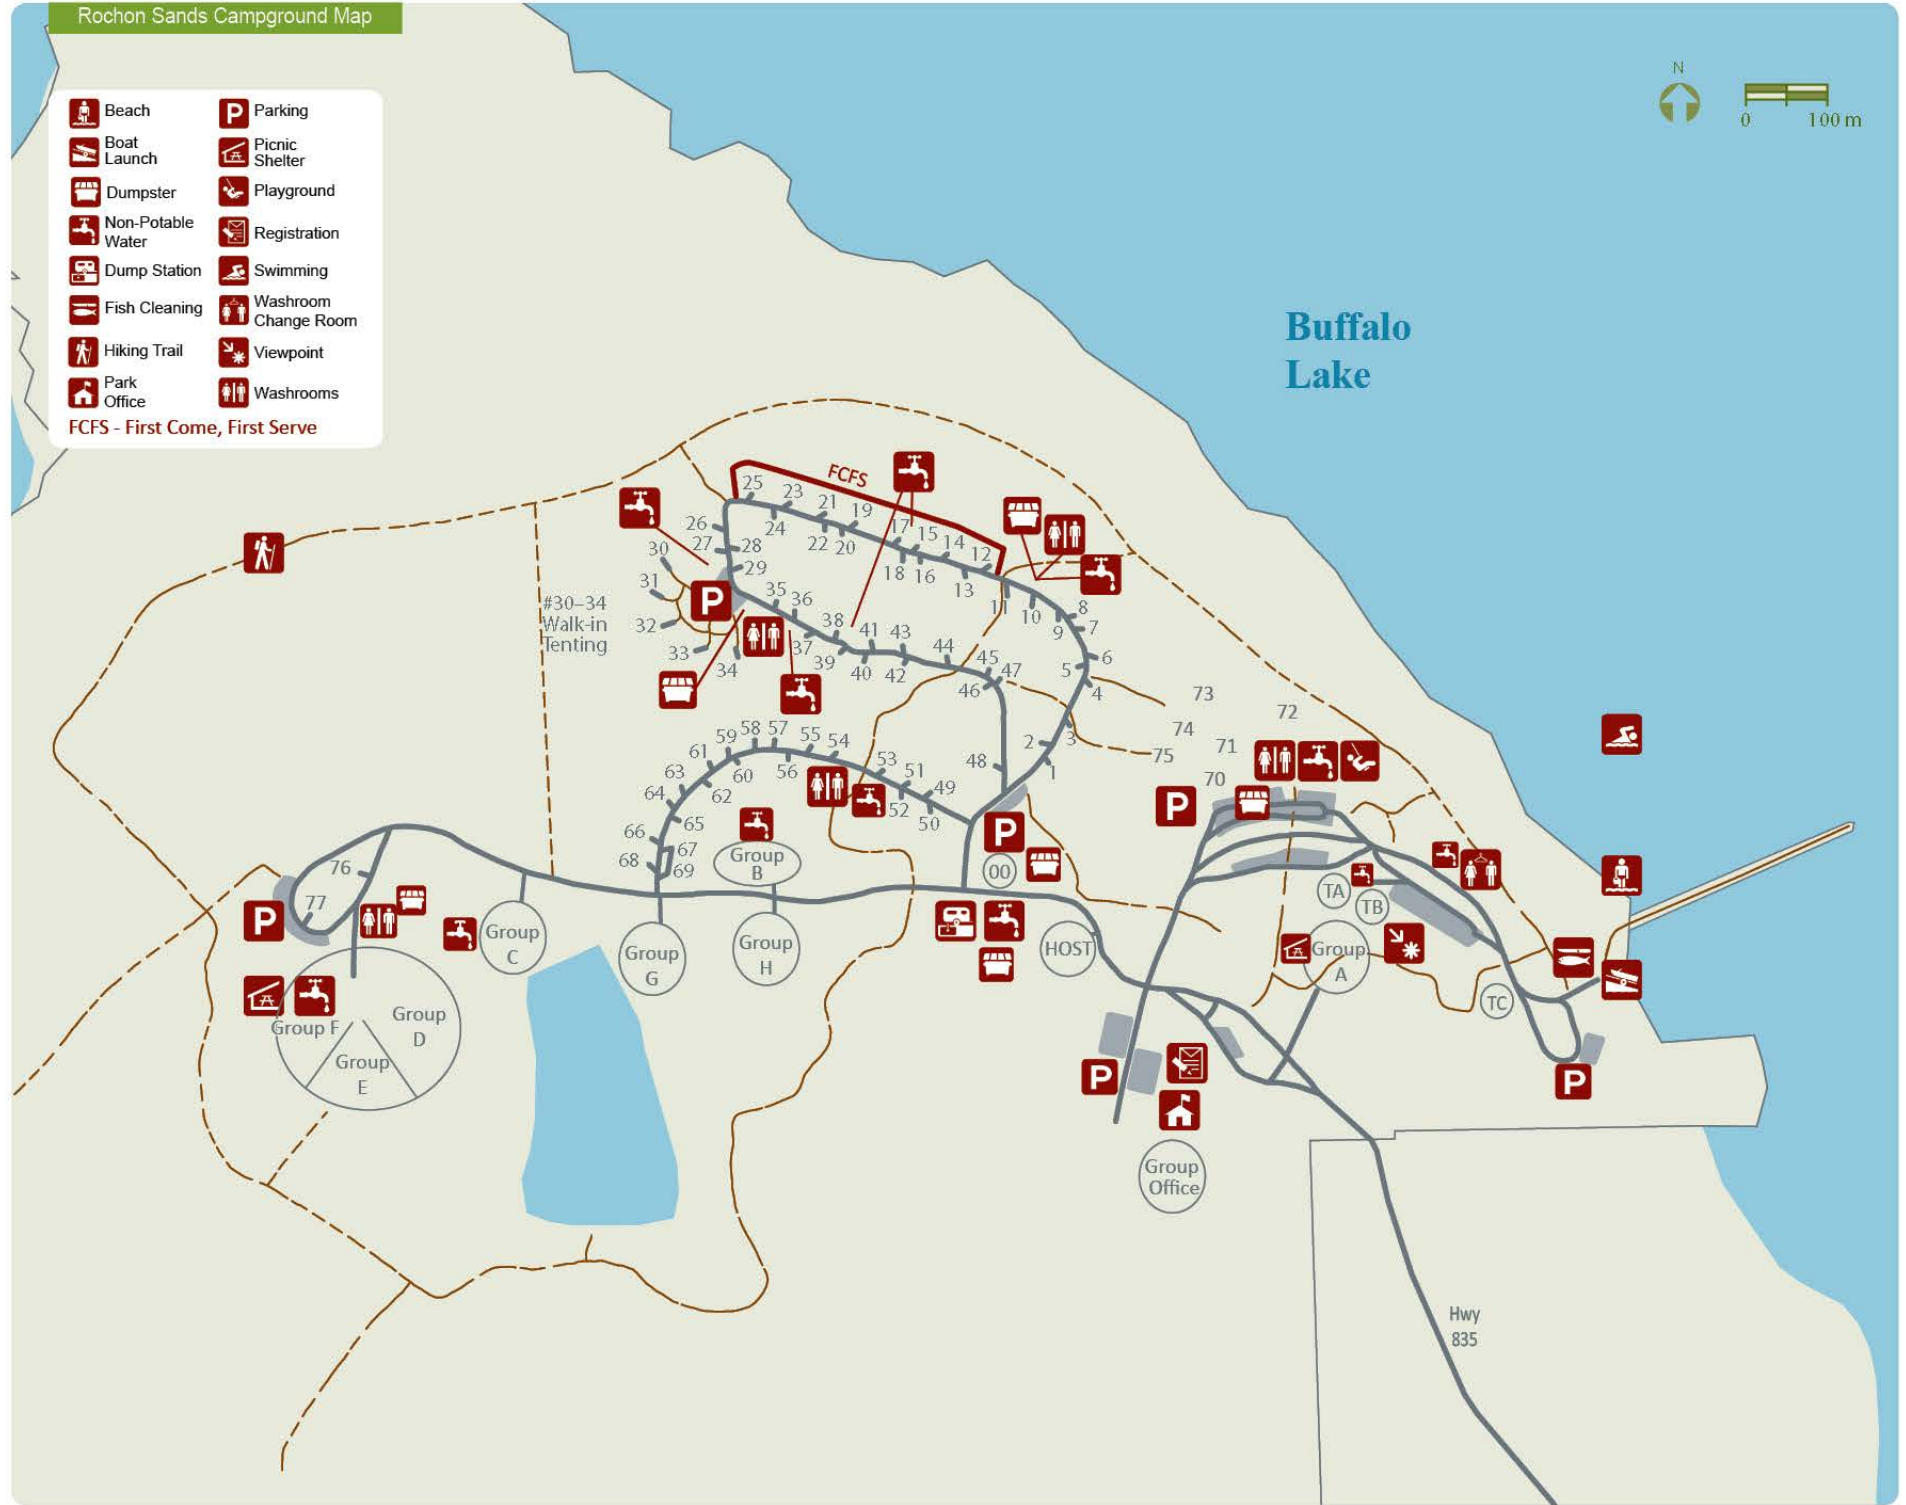 Rochon Sands Campground Map
N
0 100 m
Beach
Parking
Boat
Launch
Picnic
Shelter
Dumpster
Playground
Non-Potable
Water
Registration
Dump Station
Swimming
Fish Cleaning
Washroom
Change Room
Hiking Trail
Viewpoint
Park
Office
Washrooms
FCFS - First Come, First Serve
Buffalo
Lake
FCFS
25
23
21
19
17
15
14
12
24
22
20
18
16
13
11
10
9
8
7
6
5
4
3
2
1
26
27
28
29
30
31
32
33
34
#30–34
Walk-in
Tenting
P
35
36
37
38
39
40
41
42
43
44
45
46
47
48
73
72
74
75
71
70
P
58
57
59
55
54
61
60
56
53
51
49
63
62
52
50
64
65
66
67
68
69
Group
B
P
00
76
77
P
Group
C
Group
G
Group
H
HOST
TA
TB
Group
A
TC
P
Group F
Group
D
Group
E
P
Group
Office
Hwy
835